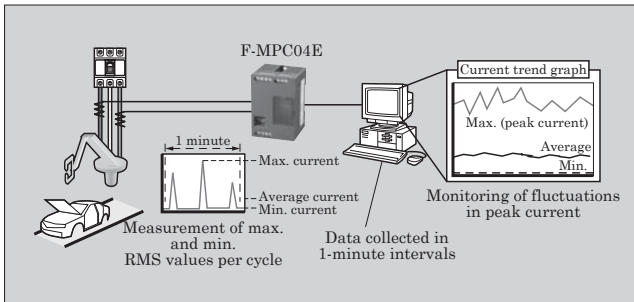 F-MPC04E
Current trend graph
Max. (peak current)
Average
Min.
1 minute
Max. current
Average current
Min. current
Measurement of max.
and min.
RMS values per cycle
Data collected in
1-minute intervals
Monitoring of fluctuations
in peak current